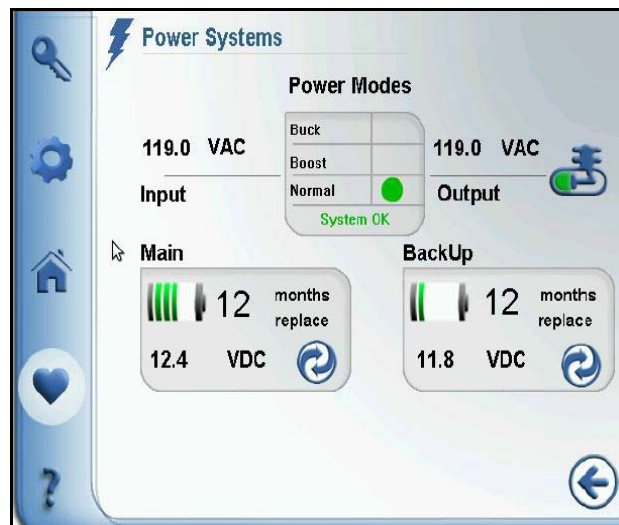 Power Systems
Power Modes
119.0 VAC
Buck
Boost
Normal
System OK
119.0 VAC
Input
Output
Main
BackUp
12 months
replace
12.4 VDC
12 months
replace
11.8 VDC
?